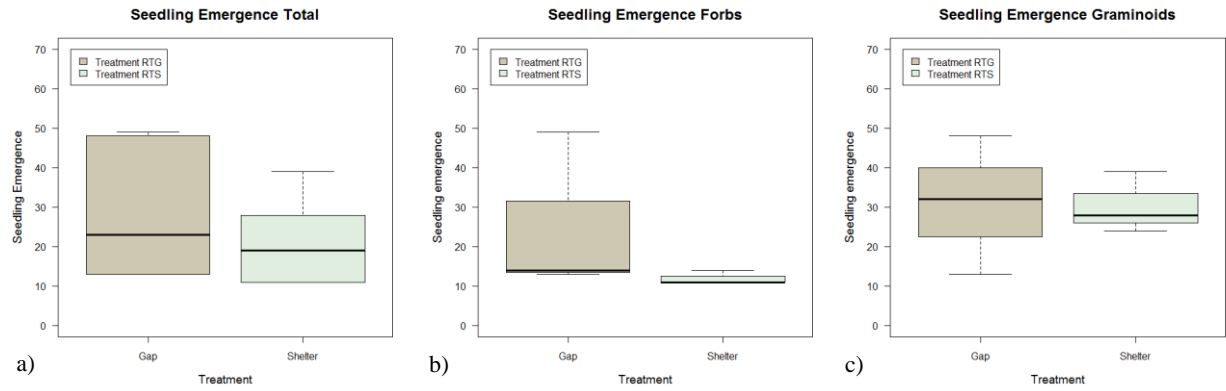 Seedling Emergence Total
Treatment RTG
Treatment RTS
Seedling Emergence
70
60
50
40
30
20
10
0
Gap Shelter
Treatment
a)
Seedling Emergence Forbs
Treatment RTG
Treatment RTS
Seedling emergence
70
60
50
40
30
20
10
0
Gap Shelter
Treatment
b)
Seedling Emergence Graminoids
Treatment RTG
Treatment RTS
Seedling emergence
70
60
50
40
30
20
10
0
Gap Shelter
Treatment
c)